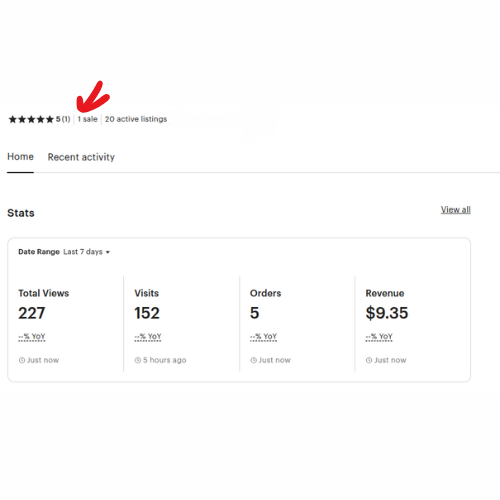 ★★★★★ 5 (1) | 1 sale | 20 active listings
Home Recent activity
Stats View all
Date Range Last 7 days
Total Views Visits Orders Revenue
227 152 5 $9.35
--% YoY --% YoY --% YoY --% YoY
Just now 5 hours ago Just now Just now